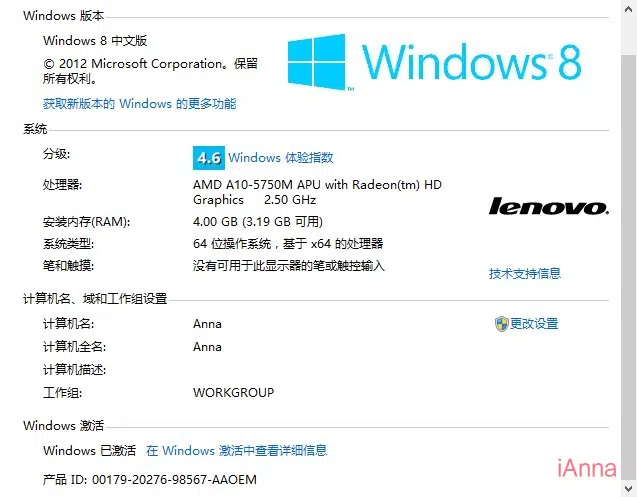 Windows 版本
Windows 8 中文版
© 2012 Microsoft Corporation。保留
所有权利。
Windows 8
获取新版本的 Windows 的更多功能
系统
分级: 4.6 Windows 体验指数
处理器: AMD A10-5750M APU with Radeon(tm) HD
Graphics 2.50 GHz
安装内存(RAM): 4.00 GB (3.19 GB 可用)
lenovo
系统类型: 64 位操作系统，基于 x64 的处理器
笔和触摸: 没有可用于此显示器的笔或触控输入
技术支持信息
计算机名、域和工作组设置
计算机名: Anna 更改设置
计算机全名: Anna
计算机描述:
工作组: WORKGROUP
Windows 激活
Windows 已激活 在 Windows 激活中查看详细信息
产品 ID: 00179-20276-98567-AAOEM
iAnna